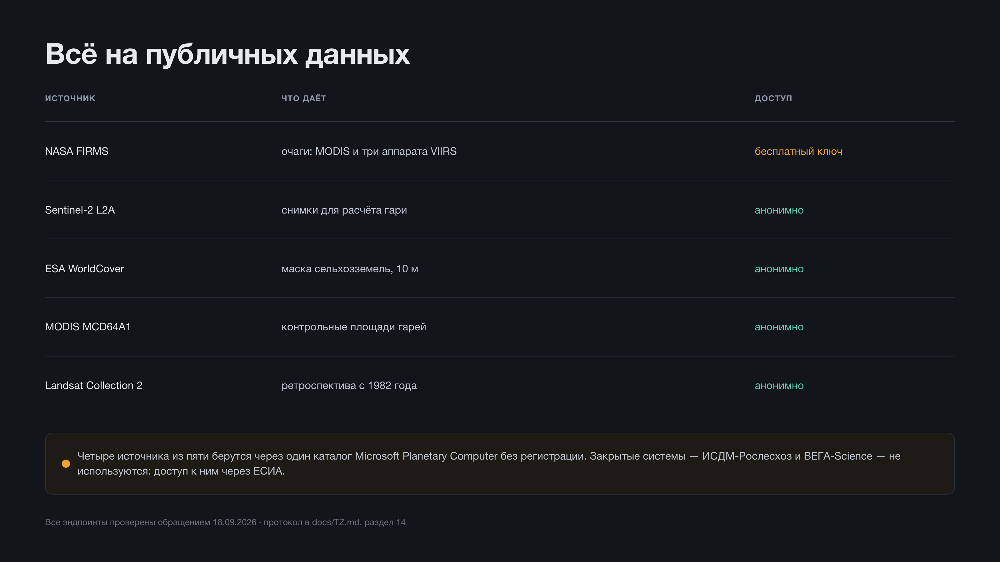 Всё на публичных данных
ИСТОЧНИК ЧТО ДАЁТ ДОСТУП
NASA FIRMS очаги: MODIS и три аппарата VIIRS бесплатный ключ
Sentinel-2 L2A снимки для расчёта гари анонимно
ESA WorldCover маска сельхозземель, 10 м анонимно
MODIS MCD64A1 контрольные площади гарей анонимно
Landsat Collection 2 ретроспектива с 1982 года анонимно
Четыре источника из пяти берутся через один каталог Microsoft Planetary Computer без регистрации. Закрытые системы — ИСДМ-Рослесхоз и ВЕГА-Science — не
используются: доступ к ним через ЕСИА.
Все эндпоинты проверены обращением 18.09.2026 · протокол в docs/TZ.md, раздел 14